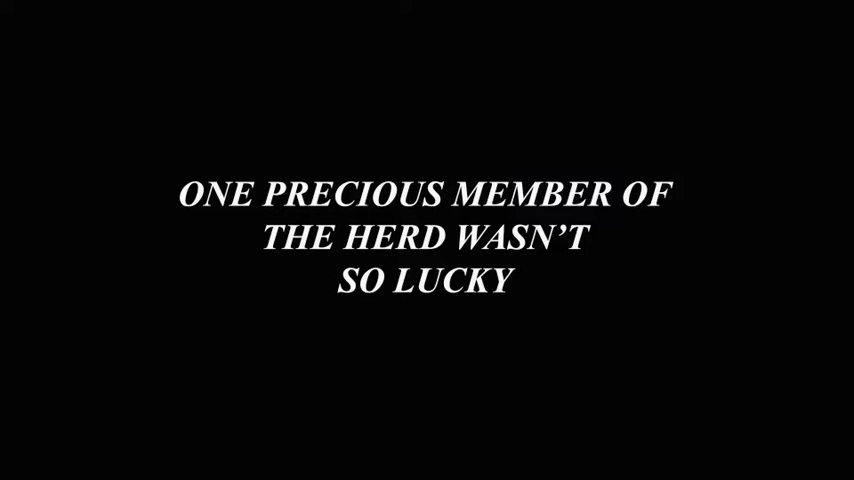 ONE PRECIOUS MEMBER OF
THE HERD WASN’T
SO LUCKY